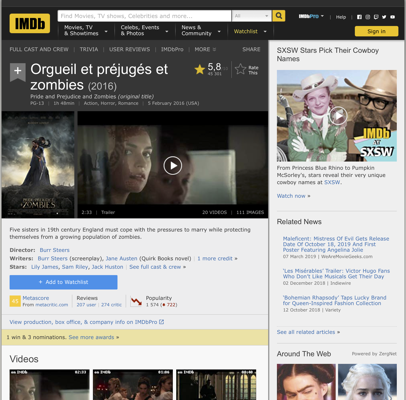 IMDb
Find Movies, TV shows, Celebrities and more...
All
IMDbPro
Help
Movies, TV
& Showtimes
Celebs, Events
& Photos
News &
Community
Watchlist
Sign in
FULL CAST AND CREW | TRIVIA | USER REVIEWS | IMDbPro | MORE
SHARE
+
Orgueil et préjugés et
zombies (2016)
5,8
Rate
This
Pride and Prejudice and Zombies (original title)
PG-13 | 1h 48min | Action, Horror, Romance | 5 February 2016 (USA)
2:33 | Trailer
20 VIDEOS | 111 IMAGES
Five sisters in 19th century England must cope with the pressures to marry while protecting
themselves from a growing population of zombies.
Director: Burr Steers
Writers: Burr Steers (screenplay), Jane Austen (Quirk Books novel) | 1 more credit »
Stars: Lily James, Sam Riley, Jack Huston | See full cast & crew »
+ Add to Watchlist
45
Metascore
From metacritic.com
Reviews
207 user | 274 critic
Popularity
1 574
View production, box office, & company info on IMDbPro
1 win & 3 nominations. See more awards »
Videos
SXSW Stars Pick Their Cowboy
Names
IMDb
AT
SXSW
From Princess Blue Rhino to Pumpkin
McSorley's, stars reveal their very unique
cowboy names at SXSW.
Watch now »
Related News
Maleficent: Mistress Of Evil Gets Release
Date Of October 18, 2019 And First
Poster Featuring Angelina Jolie
07 March 2019 | WeAreMovieGeeks.com
'Les Misérables' Trailer: Victor Hugo Fans
Who Don't Like Musicals Get Their Day
02 December 2018 | Indiewire
'Bohemian Rhapsody' Taps Lucky Brand
for Queen-Inspired Fashion Collection
12 October 2018 | Variety
See all related articles »
Around The Web
Powered by ZergNet